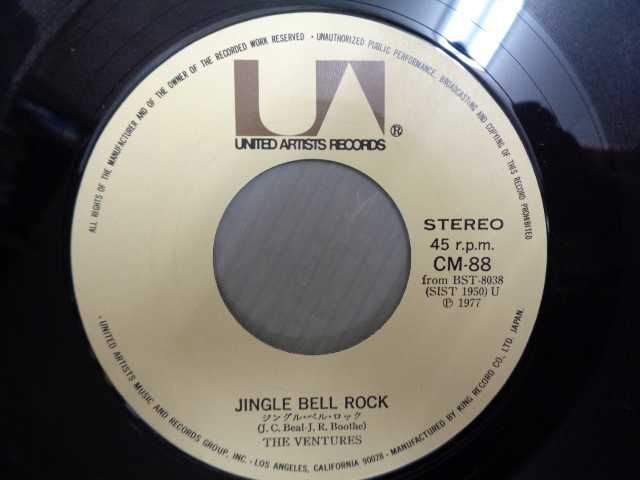 ALL RIGHTS OF THE MANUFACTURER AND OF THE OWNER OF THE RECORDED WORK RESERVED • UNAUTHORIZED PUBLIC PERFORMANCE, BROADCASTING AND COPYING OF THIS RECORD PROHIBITED
UA®
UNITED ARTISTS RECORDS
STEREO
45 r.p.m.
CM-88
from BST-8038
(SIST 1950) U
Ⓟ 1977
JINGLE BELL ROCK
ジングル・ベル・ロック
(J. C. Beal-J. R. Boothe)
THE VENTURES
• UNITED ARTISTS MUSIC AND RECORDS GROUP, INC. • LOS ANGELES, CALIFORNIA 90028 • MANUFACTURED BY KING RECORD CO., LTD. JAPAN.